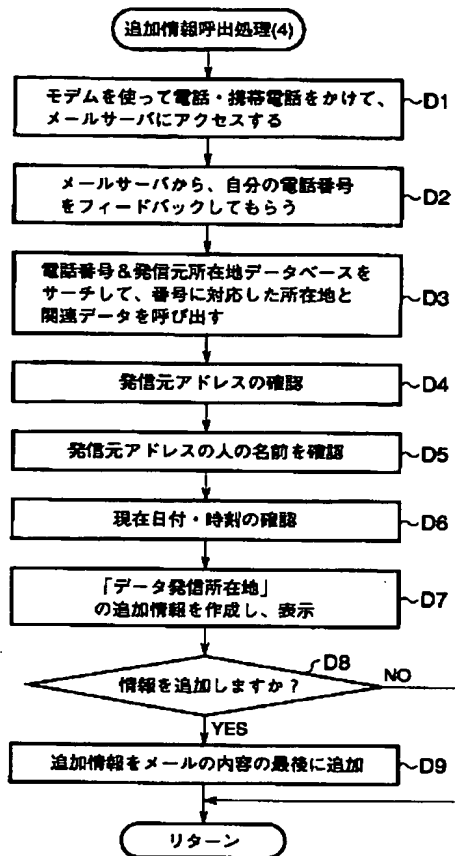 追加情報呼出処理(4)
モデムを使って電話・携帯電話をかけて、
メールサーバにアクセスする
D1
メールサーバから、自分の電話番号
をフィードバックしてもらう
D2
電話番号&発信元所在地データベースを
サーチして、番号に対応した所在地と
関連データを呼び出す
D3
発信元アドレスの確認
D4
発信元アドレスの人の名前を確認
D5
現在日付・時刻の確認
D6
「データ発信所在地」
の追加情報を作成し、表示
D7
D8
情報を追加しますか?
NO
YES
追加情報をメールの内容の最後に追加
D9
リターン